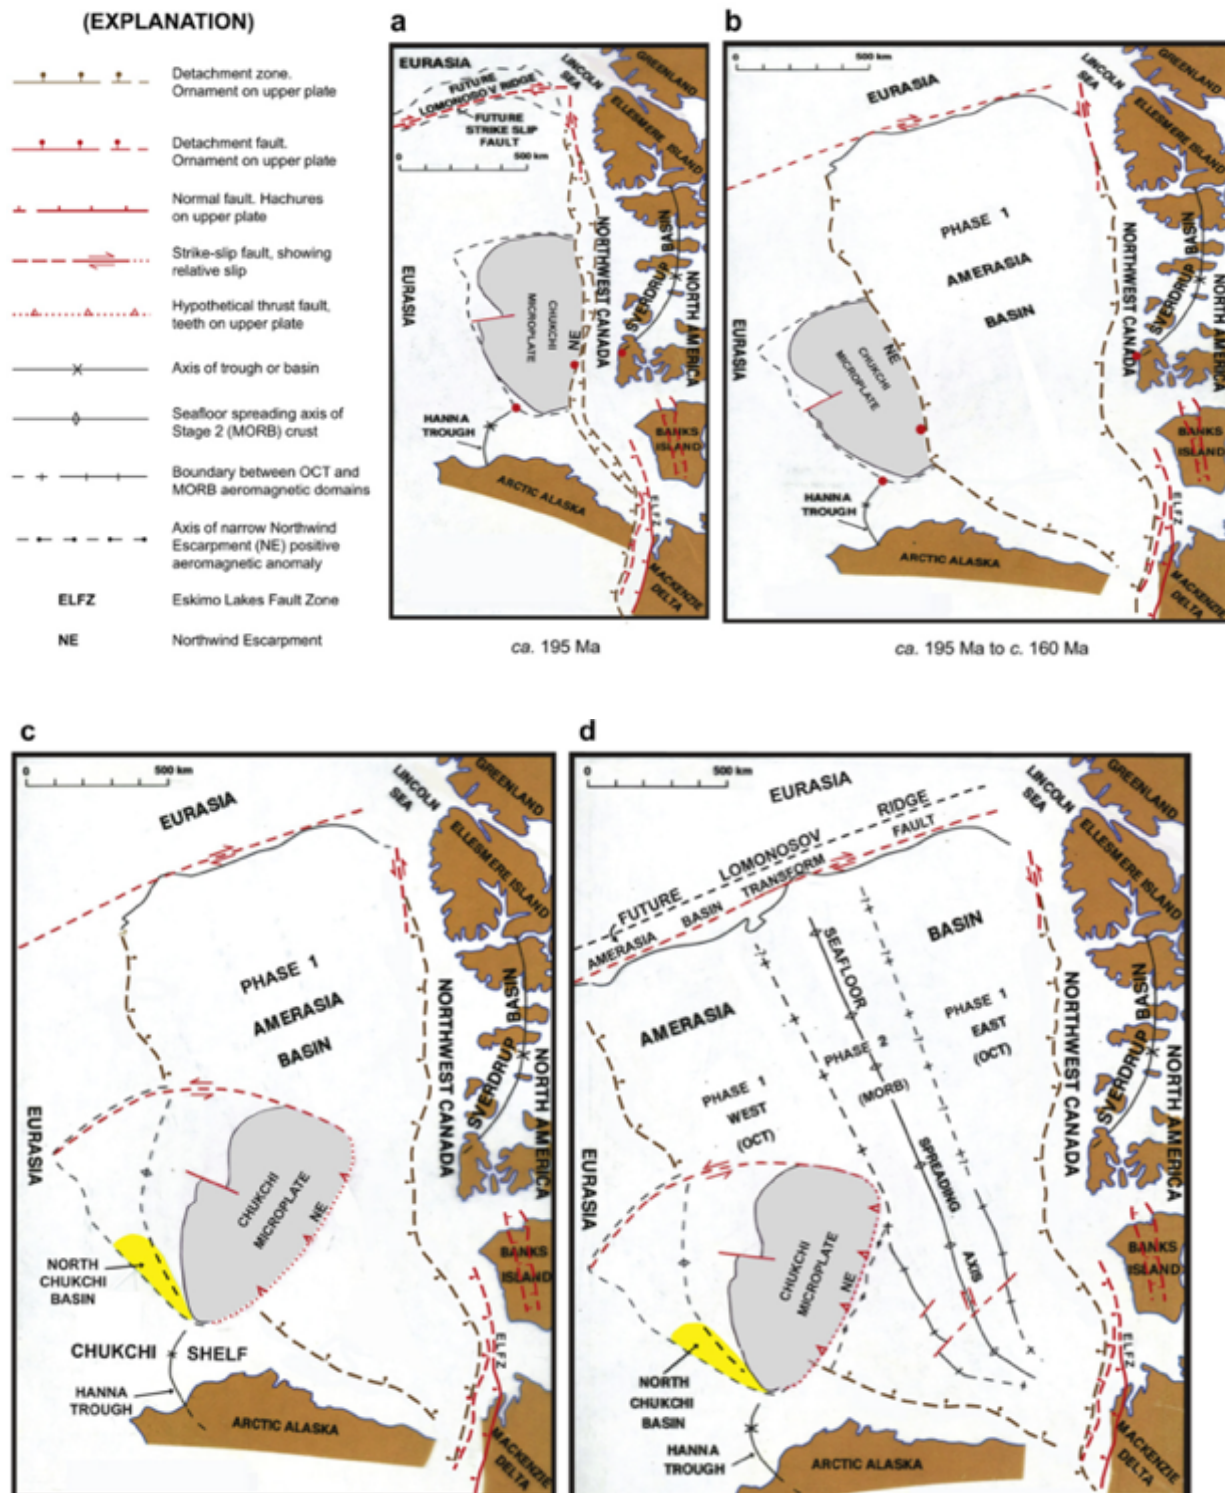 (EXPLANATION)
Detachment zone.
Ornament on upper plate
Detachment fault.
Ornament on upper plate
Normal fault. Hachures
on upper plate
Strike-slip fault, showing
relative slip
Hypothetical thrust fault,
teeth on upper plate
Axis of trough or basin
Seafloor spreading axis of
Stage 2 (MORB) crust
Boundary between OCT and
MORB aeromagnetic domains
Axis of narrow Northwind
Escarpment (NE) positive
aeromagnetic anomaly
ELFZ
Eskimo Lakes Fault Zone
NE
Northwind Escarpment
a
EURASIA
FUTURE
LOMONOSOV RIDGE
FUTURE
STRIKE SLIP
FAULT
0
500 km
LINCOLN
SEA
GREENLAND
ELLESMERE ISLAND
EURASIA
CHUKCHI
MICROPLATE
NE
NORTHWEST CANADA
SVERDRUP
BASIN
NORTH AMERICA
HANNA
TROUGH
BANKS
ISLAND
ARCTIC ALASKA
ELFZ
MACKENZIE
DELTA
ca. 195 Ma
b
0
500 km
EURASIA
LINCOLN
SEA
GREENLAND
ELLESMERE ISLAND
PHASE 1
AMERASIA
BASIN
EURASIA
CHUKCHI
MICROPLATE
NE
NORTHWEST CANADA
SVERDRUP
BASIN
NORTH AMERICA
HANNA
TROUGH
BANKS
ISLAND
ARCTIC ALASKA
ELFZ
MACKENZIE
DELTA
ca. 195 Ma to c. 160 Ma
c
0
500 km
EURASIA
LINCOLN
SEA
GREENLAND
ELLESMERE ISLAND
PHASE 1
AMERASIA
BASIN
EURASIA
CHUKCHI
MICROPLATE
NE
NORTHWEST CANADA
SVERDRUP
BASIN
NORTH AMERICA
NORTH
CHUKCHI
BASIN
CHUKCHI SHELF
HANNA
TROUGH
BANKS
ISLAND
ARCTIC ALASKA
ELFZ
MACKENZIE
DELTA
d
0
500 km
EURASIA
LINCOLN
SEA
GREENLAND
ELLESMERE ISLAND
FUTURE LOMONOSOV RIDGE
AMERASIA BASIN TRANSFORM FAULT
AMERASIA
BASIN
PHASE 1
WEST
(OCT)
SEAFLOOR
SPREADING
AXIS
PHASE 2
(MORB)
PHASE 1
EAST
(OCT)
-?-
-?-
-?-
-?-
-?-
EURASIA
CHUKCHI
MICROPLATE
NE
NORTHWEST CANADA
SVERDRUP
BASIN
NORTH AMERICA
NORTH
CHUKCHI
BASIN
HANNA
TROUGH
BANKS
ISLAND
ARCTIC ALASKA
ELFZ
MACKENZIE
DELTA